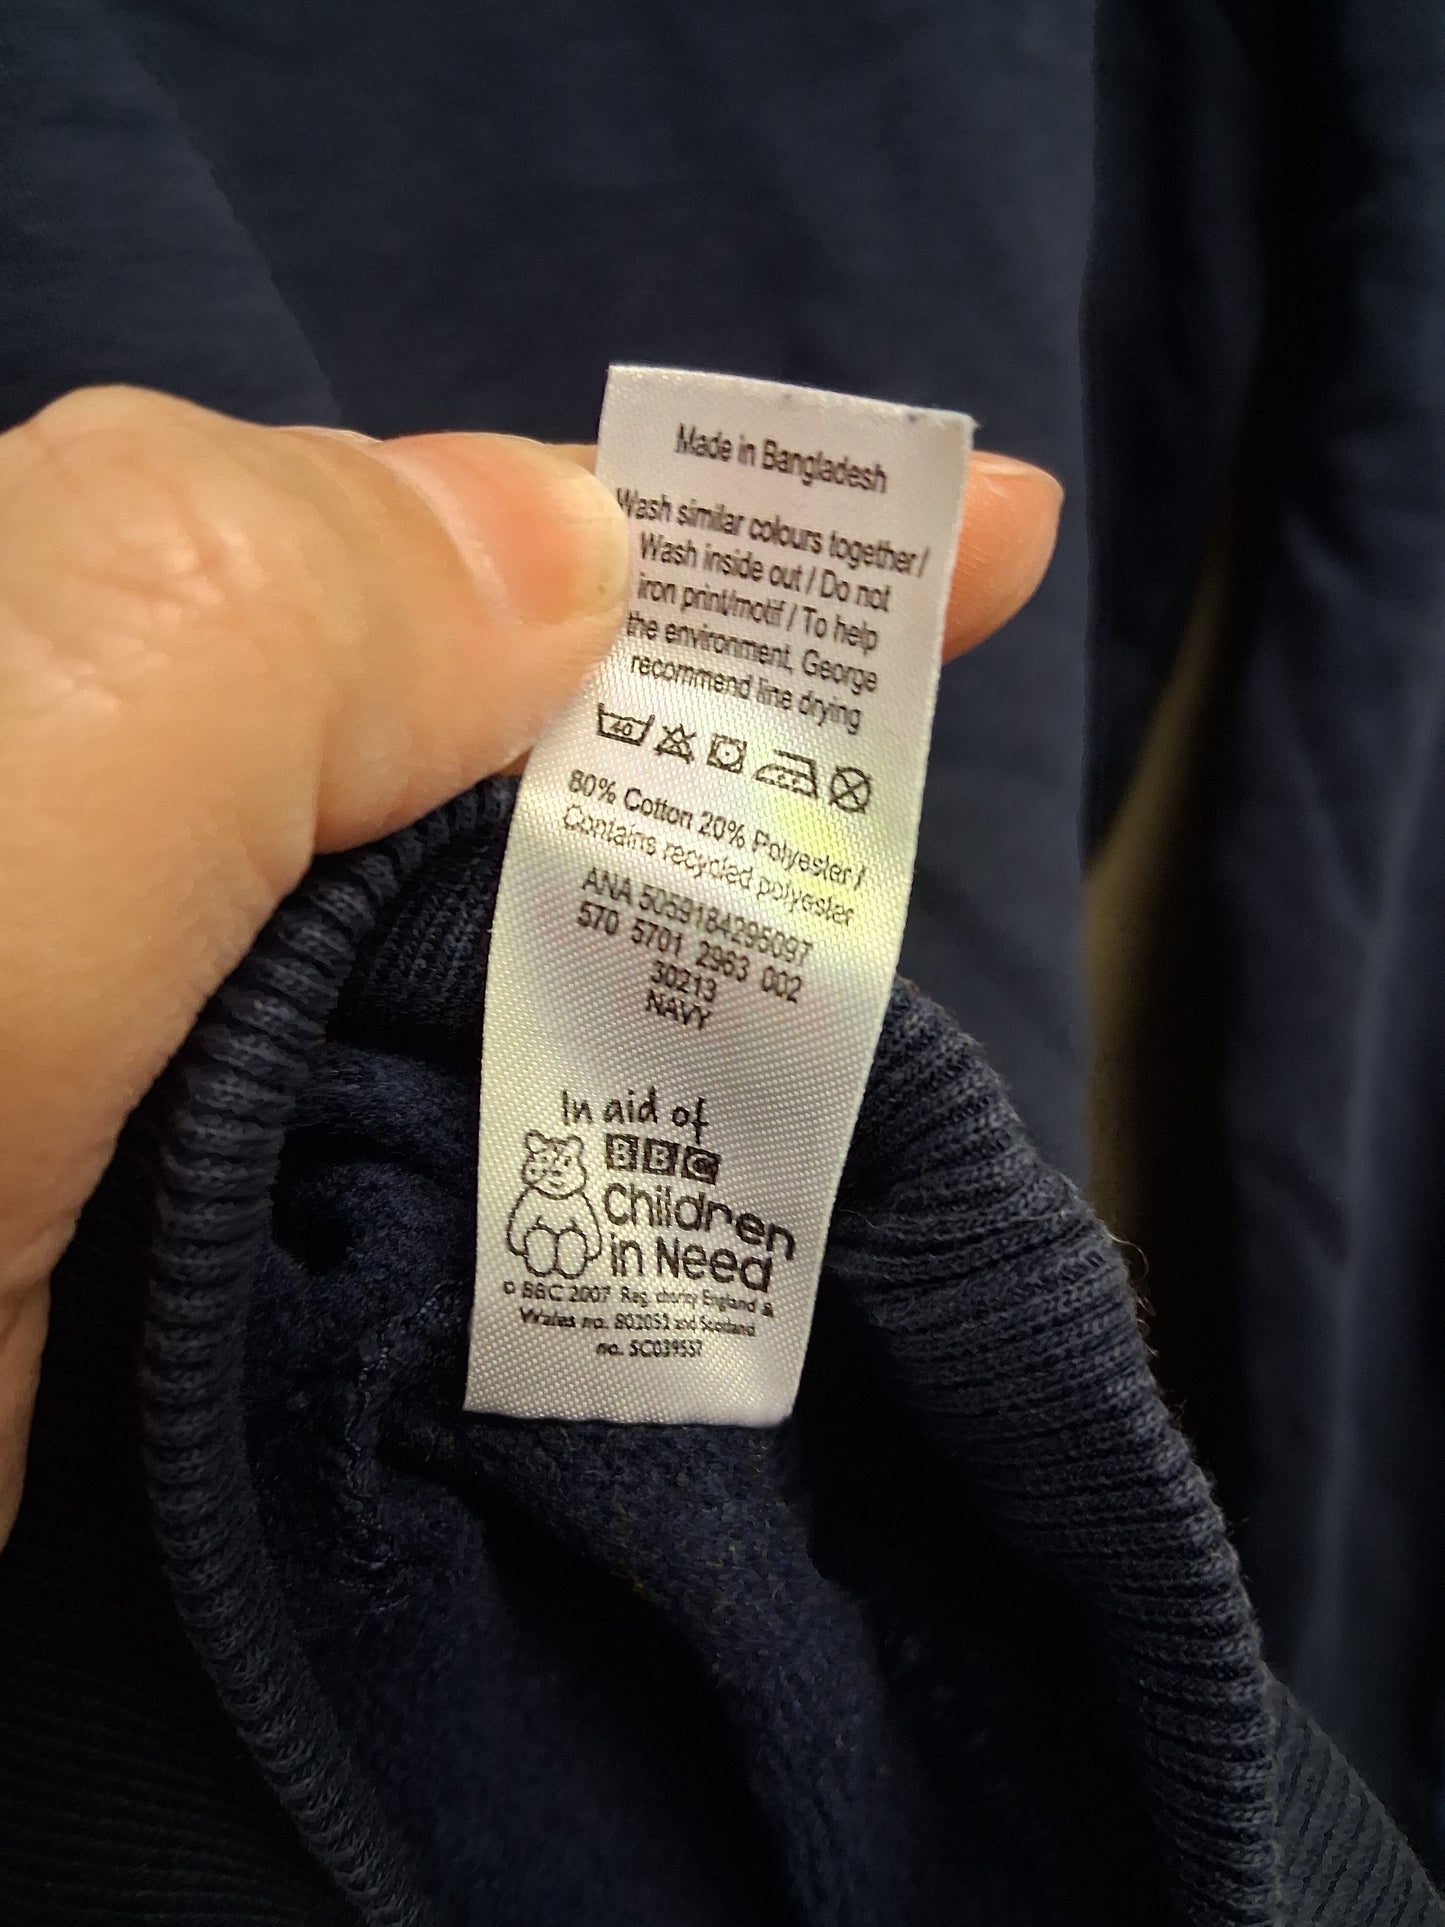 Made in Bangladesh
Wash similar colours together /
Wash inside out / Do not
iron print/motif / To help
the environment, George
recommend line drying
40
80% Cotton 20% Polyester /
Contains recycled polyester
ANA 5059184295097
570 5701 2963 002
30213
NAVY
In aid of
BBC
Children
in Need
© BBC 2007 Reg. charity England &
Wales no. 802052 and Scotland
no. SC039557